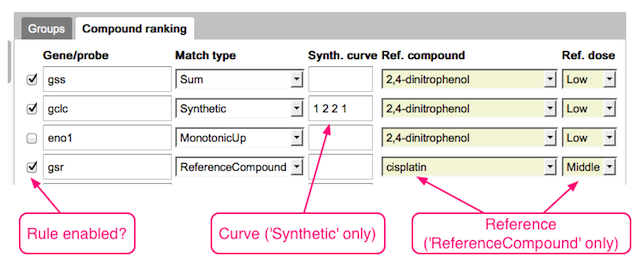 Groups Compound ranking
Gene/probe Match type Synth. curve Ref. compound Ref. dose
gss Sum 2,4-dinitrophenol Low
gclc Synthetic 1 2 2 1 2,4-dinitrophenol Low
eno1 MonotonicUp 2,4-dinitrophenol Low
gsr ReferenceCompound cisplatin Middle
Rule enabled? Curve ('Synthetic' only) Reference
('ReferenceCompound' only)